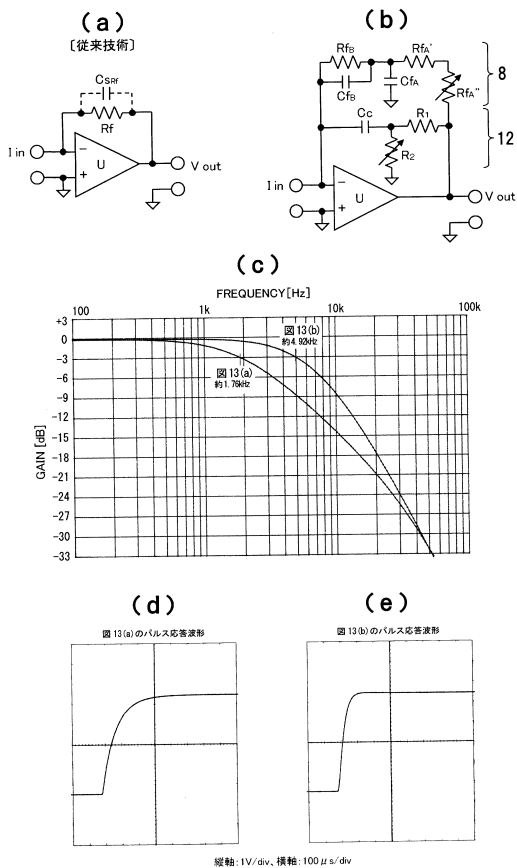 (a)
〔従来技術〕
CSRf
Rf
I in
−
+
U
V out
(b)
RfB
RfA'
CfB
CfA
RfA"
8
Cc
R1
R2
12
I in
−
+
U
V out
(c)
FREQUENCY[Hz]
100
1k
10k
100k
+3
0
-3
-6
-9
-12
-15
-18
-21
-24
-27
-30
-33
GAIN[dB]
図13(b)
約4.92kHz
図13(a)
約1.76kHz
(d)
図13(a)のパルス応答波形
(e)
図13(b)のパルス応答波形
縦軸:1V/div、横軸:100μs/div